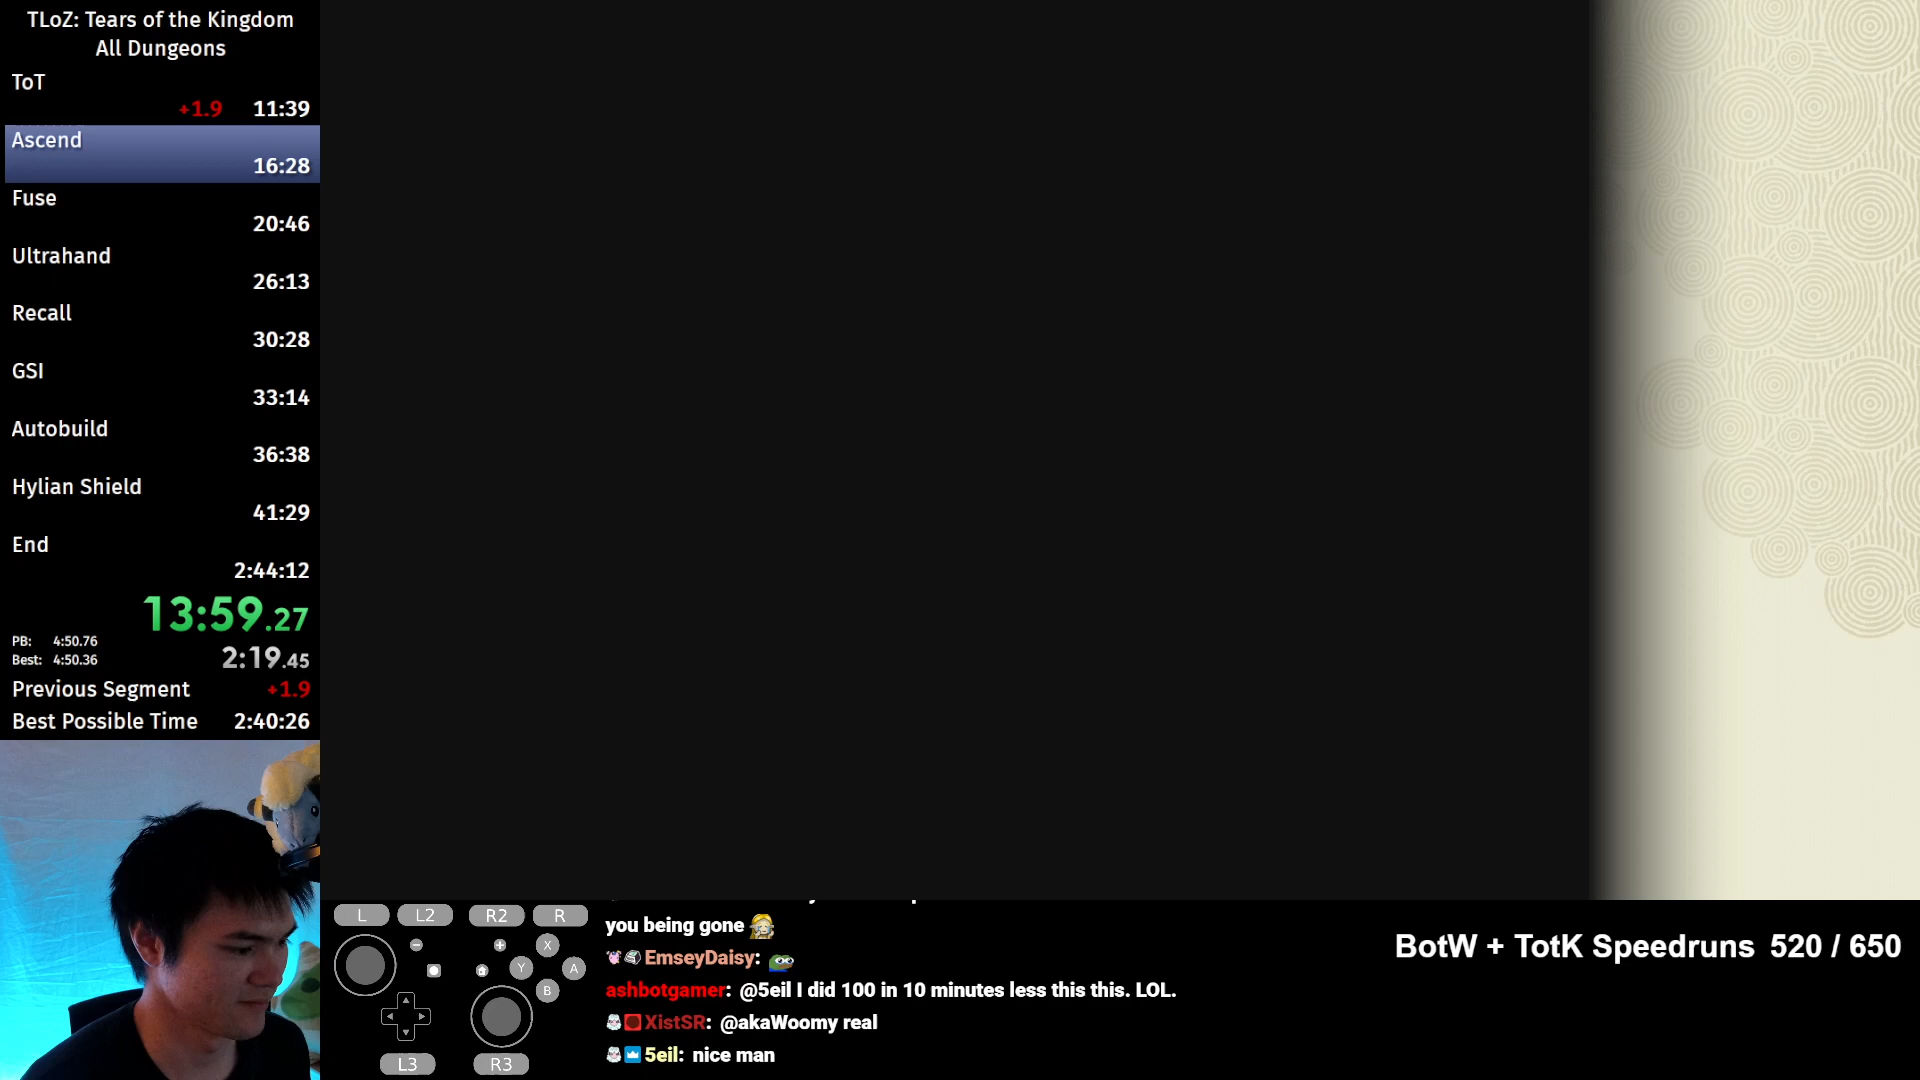 TLoZ: Tears of the Kingdom
All Dungeons
ToT
+1.9 11:39
Ascend
16:28
Fuse
20:46
Ultrahand
26:13
Recall
30:28
GSI
33:14
Autobuild
36:38
Hylian Shield
41:29
End
2:44:12
13:59.27
PB: 4:50.76
Best: 4:50.36
2:19.45
Previous Segment +1.9
Best Possible Time 2:40:26
L L2 R2 R
X
Y A
B
L3 R3
you being gone
EmseyDaisy:
ashbotgamer: @5eil I did 100 in 10 minutes less this this. LOL.
XistSR: @akaWoomy real
5eil: nice man
BotW + TotK Speedruns 520 / 650